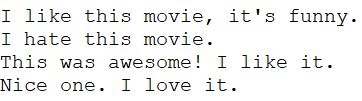 I like this movie, it's funny.
I hate this movie.
This was awesome! I like it.
Nice one. I love it.